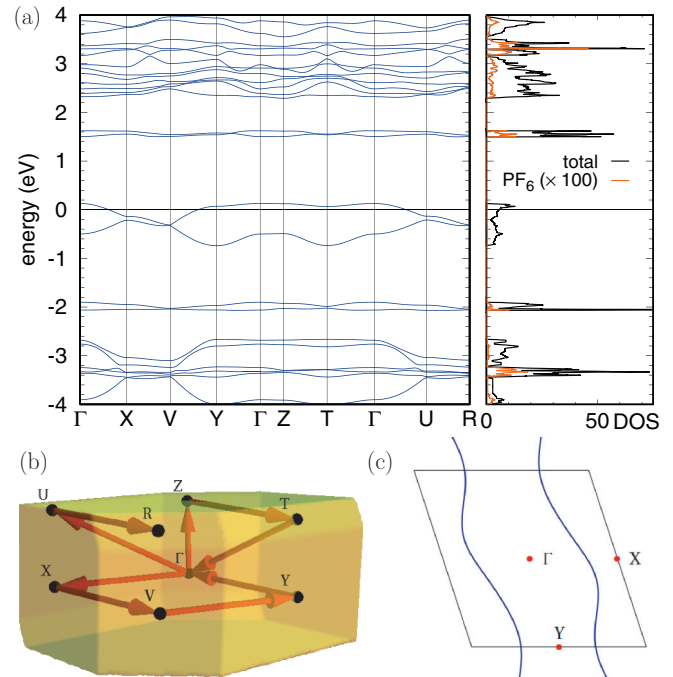 (a)
4
3
2
1
0
-1
-2
-3
-4
energy (eV)
Γ X V Y Γ Z T Γ U R
total
PF6 (× 100)
0 50 DOS
(b)
Z
U
T
R
Γ
X
Y
V
(c)
Γ
X
Y